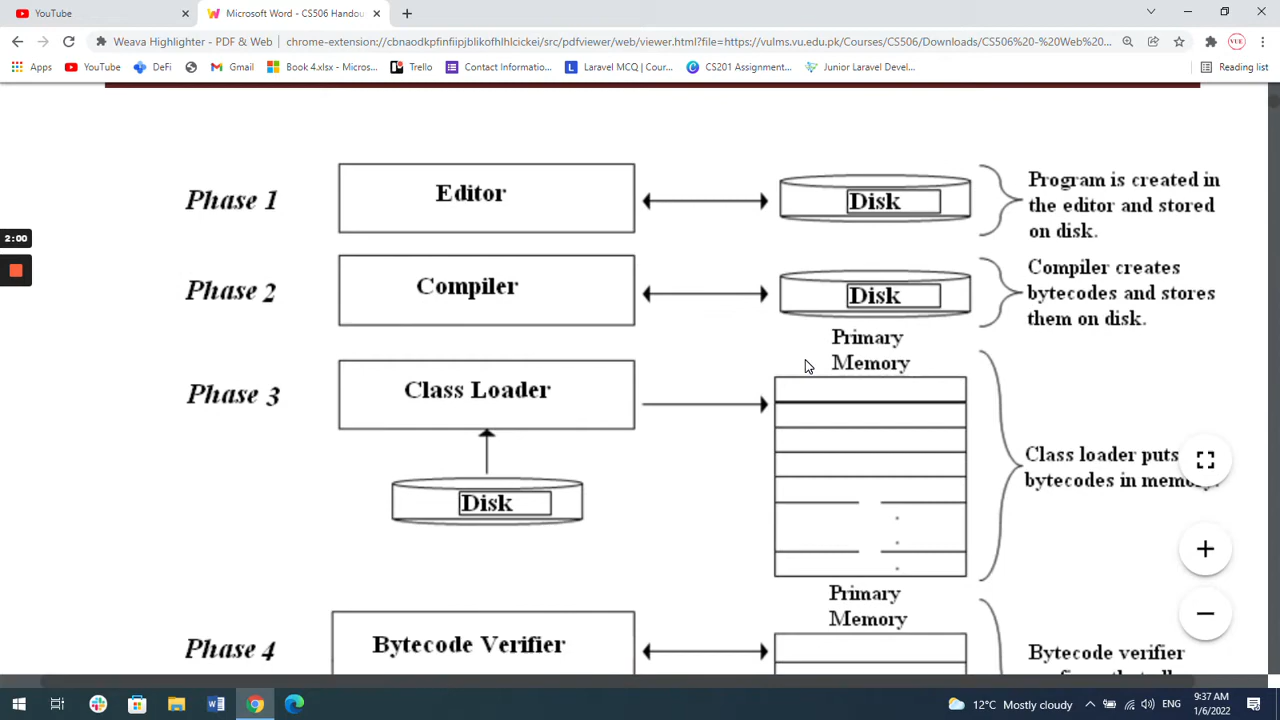 YouTube
Microsoft Word - CS506 Handou
Weava Highlighter - PDF & Web
chrome-extension://cbnaodkpfinfiipjblikofhlhlcickei/src/pdfviewer/web/viewer.html?file=https://vulms.vu.edu.pk/Courses/CS506/Downloads/CS506%20-%20Web%20...
VUE
Apps
YouTube
DeFi
Gmail
Book 4.xlsx - Micros...
Trello
Contact Informatio...
Laravel MCQ | Cour...
CS201 Assignment...
Junior Laravel Devel...
Reading list
Phase 1
Editor
Disk
Program is created in
the editor and stored
on disk.
2:00
Phase 2
Compiler
Disk
Compiler creates
bytecodes and stores
them on disk.
Primary
Memory
Phase 3
Class Loader
Class loader puts
bytecodes in memory.
Disk
Primary
Memory
Phase 4
Bytecode Verifier
Bytecode verifier
12°C Mostly cloudy
ENG
9:37 AM
1/6/2022